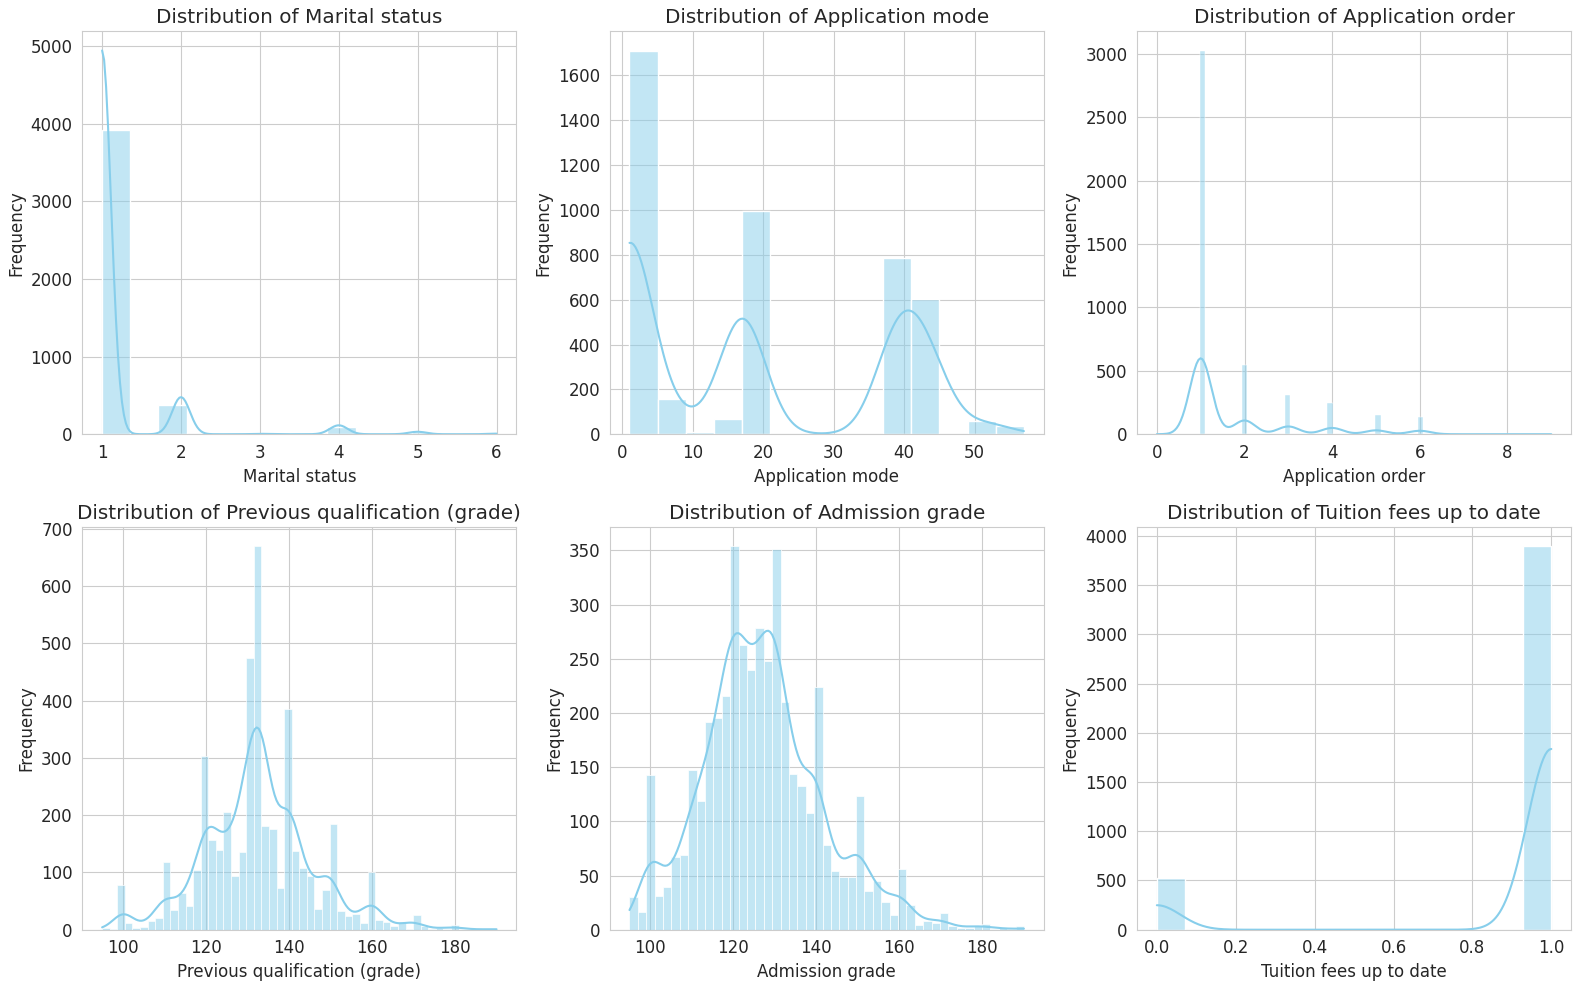 Distribution of Marital status
5000
4000
3000
2000
1000
0
Frequency
1 2 3 4 5 6
Marital status
Distribution of Application mode
1600
1400
1200
1000
800
600
400
200
0
Frequency
0 10 20 30 40 50
Application mode
Distribution of Application order
3000
2500
2000
1500
1000
500
0
Frequency
0 2 4 6 8
Application order
Distribution of Previous qualification (grade)
700
600
500
400
300
200
100
0
Frequency
100 120 140 160 180
Previous qualification (grade)
Distribution of Admission grade
350
300
250
200
150
100
50
0
Frequency
100 120 140 160 180
Admission grade
Distribution of Tuition fees up to date
4000
3500
3000
2500
2000
1500
1000
500
0
Frequency
0.0 0.2 0.4 0.6 0.8 1.0
Tuition fees up to date